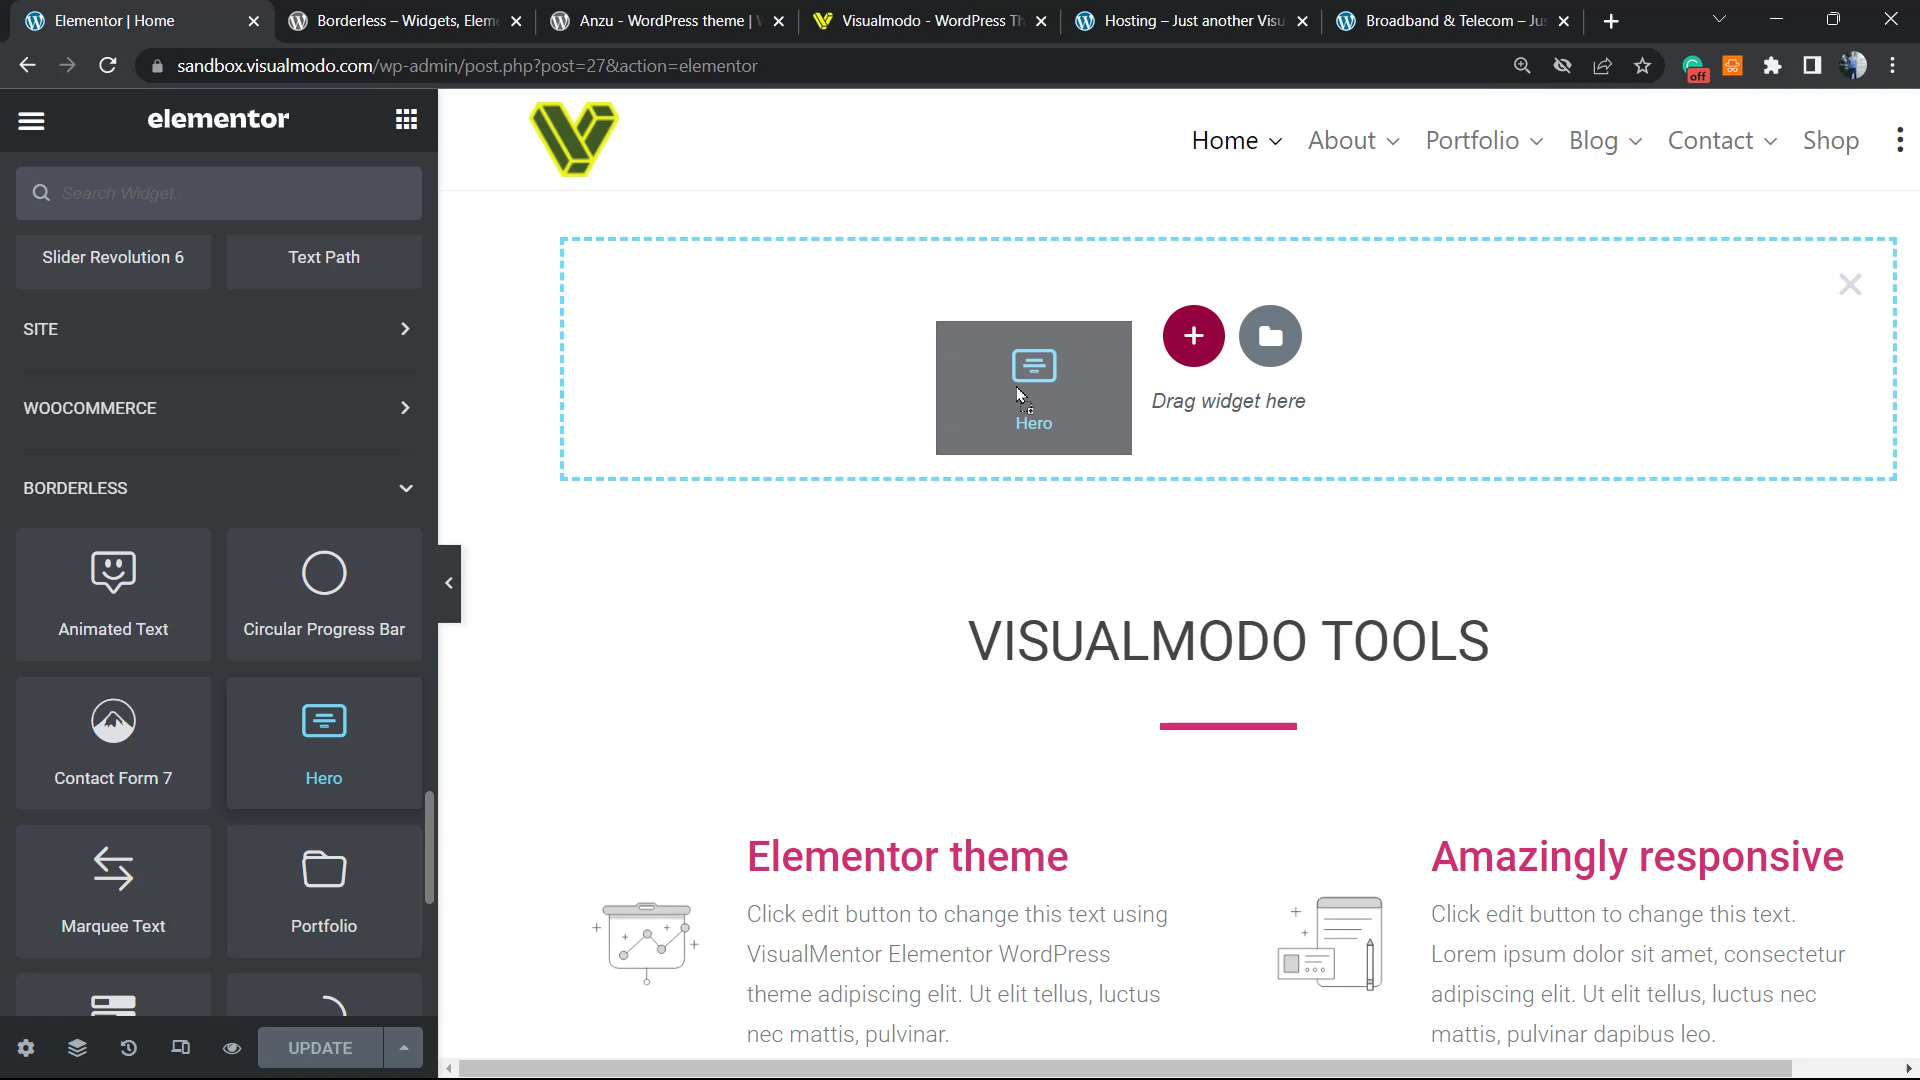 Elementor | Home
Borderless – Widgets, Elem
Anzu - WordPress theme |
Visualmodo - WordPress Th
Hosting – Just another Visu
Broadband & Telecom – Jus
sandbox.visualmodo.com/wp-admin/post.php?post=27&action=elementor
off
elementor
Search Widget...
Slider Revolution 6
Text Path
SITE
WOOCOMMERCE
BORDERLESS
Animated Text
Circular Progress Bar
Contact Form 7
Hero
Marquee Text
Portfolio
UPDATE
Home
About
Portfolio
Blog
Contact
Shop
Hero
Drag widget here
VISUALMODO TOOLS
Elementor theme
Click edit button to change this text using
VisualMentor Elementor WordPress
theme adipiscing elit. Ut elit tellus, luctus
nec mattis, pulvinar.
Amazingly responsive
Click edit button to change this text.
Lorem ipsum dolor sit amet, consectetur
adipiscing elit. Ut elit tellus, luctus nec
mattis, pulvinar dapibus leo.